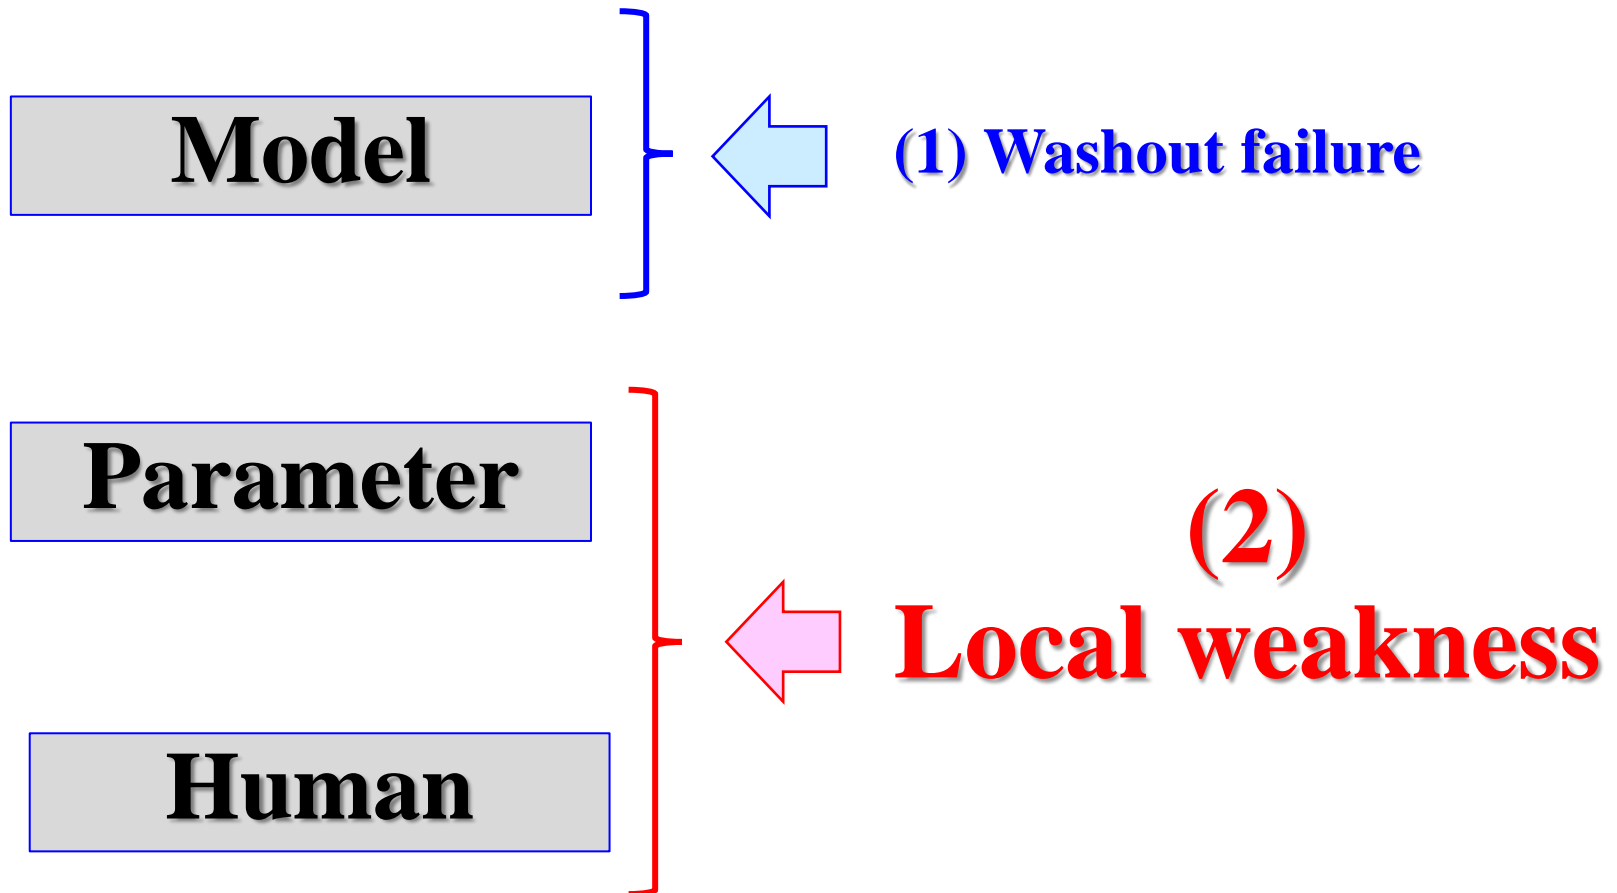 Model
(1) Washout failure
Parameter
(2)
Local weakness
Human